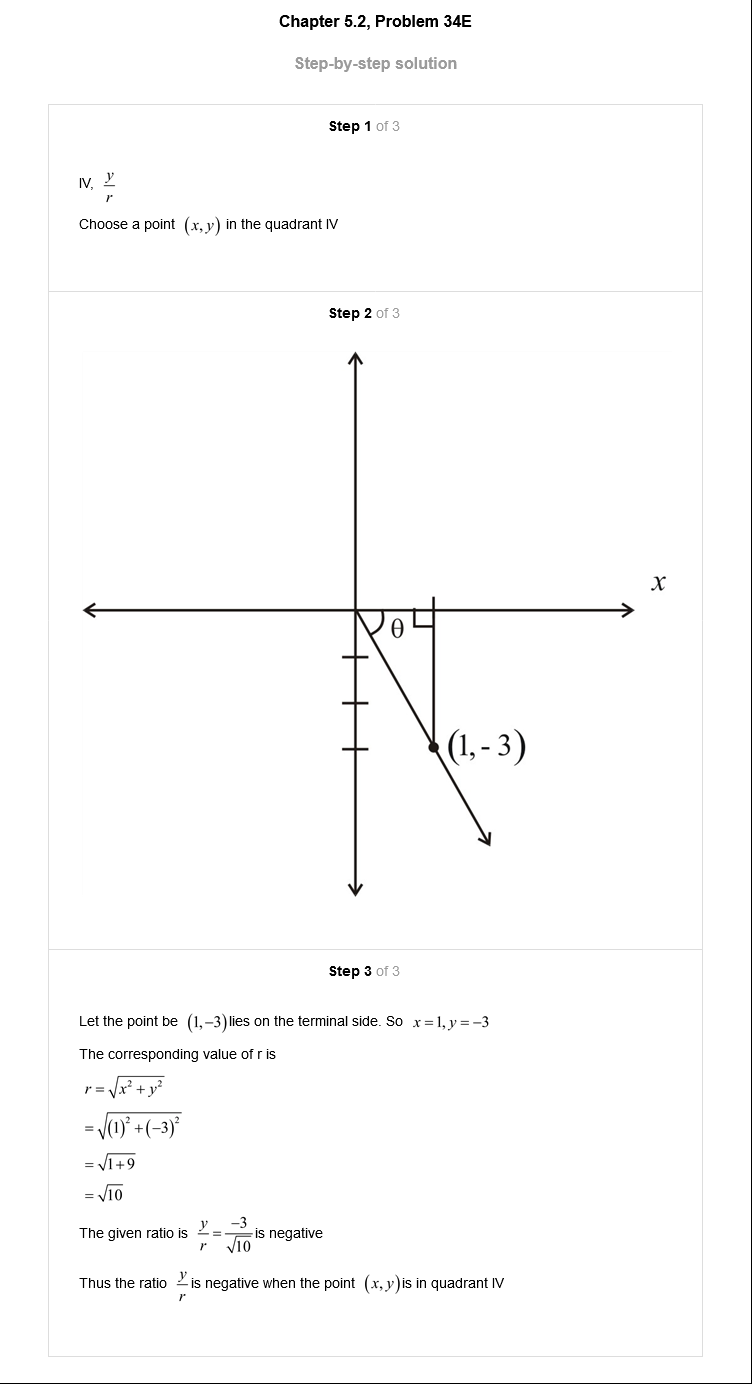 Chapter 5.2, Problem 34E
Step-by-step solution
Step 1 of 3
IV, y/r
Choose a point (x, y) in the quadrant IV
Step 2 of 3
x
θ
(1, - 3)
Step 3 of 3
Let the point be (1, −3) lies on the terminal side. So x = 1, y = −3
The corresponding value of r is
r = √(x² + y²)
= √((1)² + (−3)²)
= √(1+9)
= √10
The given ratio is y/r = −3/√10 is negative
Thus the ratio y/r is negative when the point (x, y) is in quadrant IV